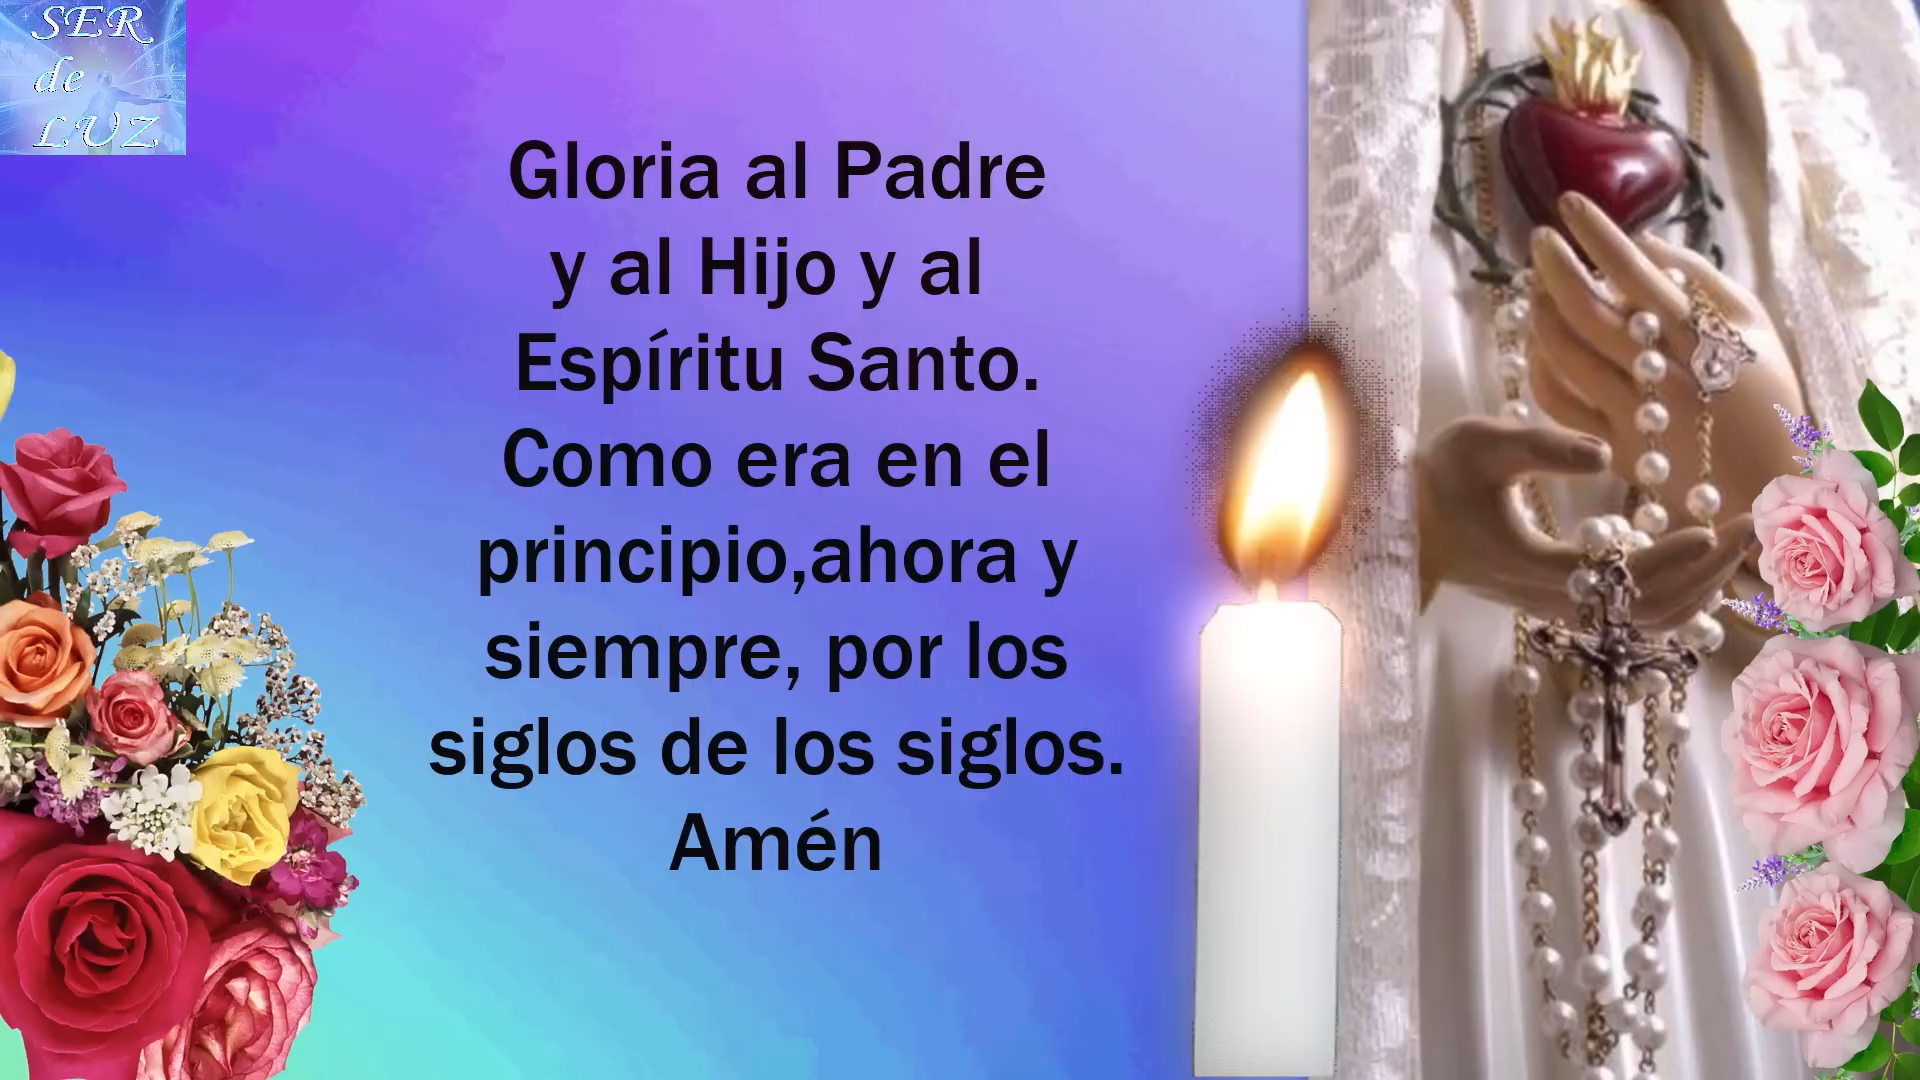 SER
de
LUZ
Gloria al Padre
y al Hijo y al
Espíritu Santo.
Como era en el
principio,ahora y
siempre, por los
siglos de los siglos.
Amén